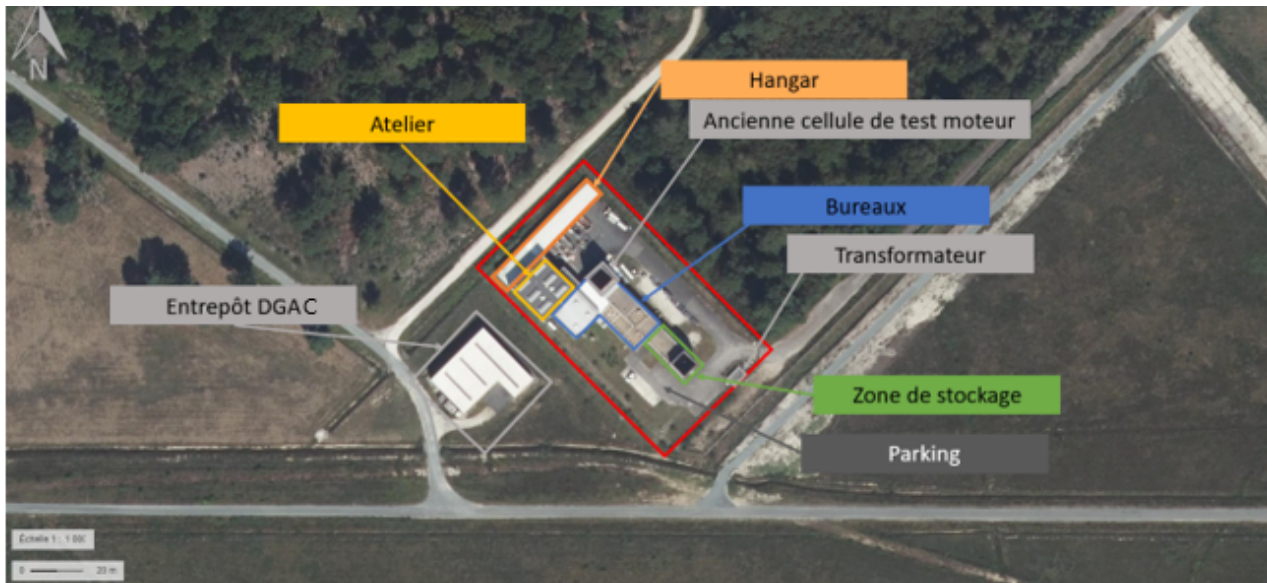 N
Hangar
Atelier
Ancienne cellule de test moteur
Bureaux
Transformateur
Entrepôt DGAC
Zone de stockage
Parking
Échelle 1 : 1 000
0 20 m